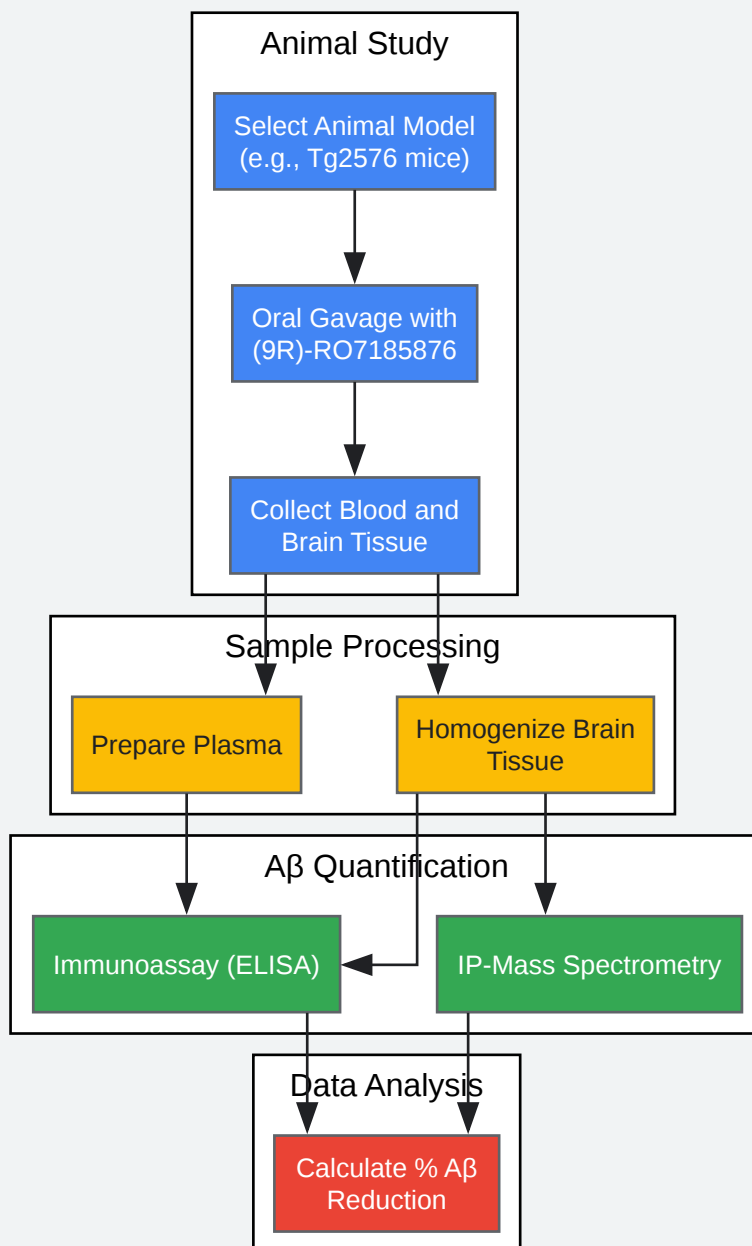 Animal Study
Select Animal Model
(e.g., Tg2576 mice)
Oral Gavage with
(9R)-RO7185876
Collect Blood and
Brain Tissue
Sample Processing
Prepare Plasma
Homogenize Brain
Tissue
Aβ Quantification
Immunoassay (ELISA)
IP-Mass Spectrometry
Data Analysis
Calculate % Aβ
Reduction